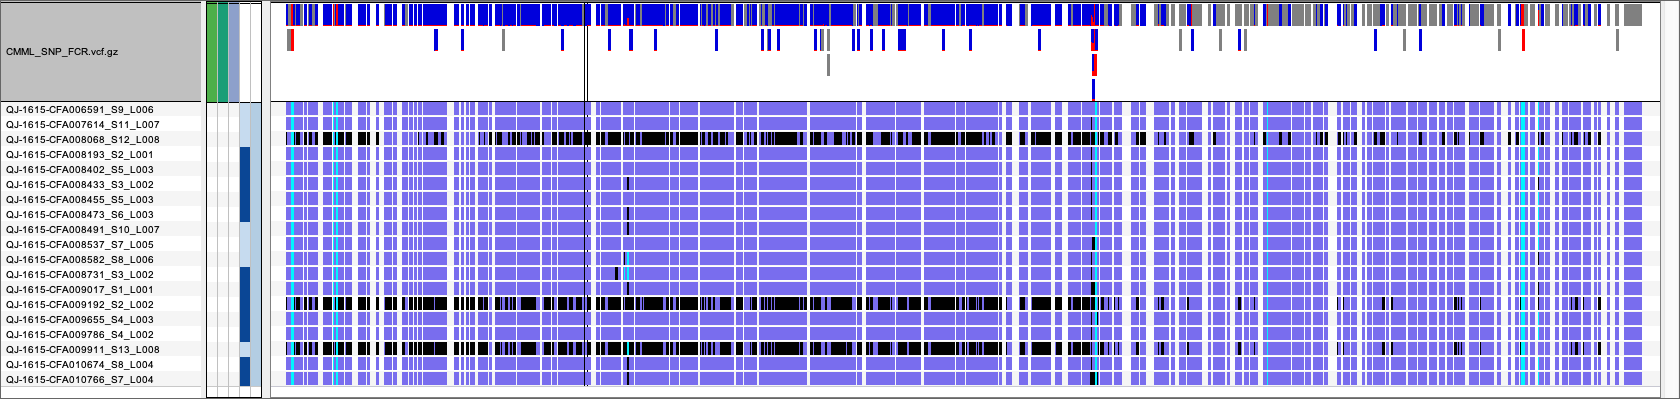 CMML_SNP_FCR.vcf.gz
QJ-1615-CFA006591_S9_L006
QJ-1615-CFA007614_S11_L007
QJ-1615-CFA008068_S12_L008
QJ-1615-CFA008193_S2_L001
QJ-1615-CFA008402_S5_L003
QJ-1615-CFA008433_S3_L002
QJ-1615-CFA008455_S5_L003
QJ-1615-CFA008473_S6_L003
QJ-1615-CFA008491_S10_L007
QJ-1615-CFA008537_S7_L005
QJ-1615-CFA008582_S8_L006
QJ-1615-CFA008731_S3_L002
QJ-1615-CFA009017_S1_L001
QJ-1615-CFA009192_S2_L002
QJ-1615-CFA009655_S4_L003
QJ-1615-CFA009786_S4_L002
QJ-1615-CFA009911_S13_L008
QJ-1615-CFA010674_S8_L004
QJ-1615-CFA010766_S7_L004